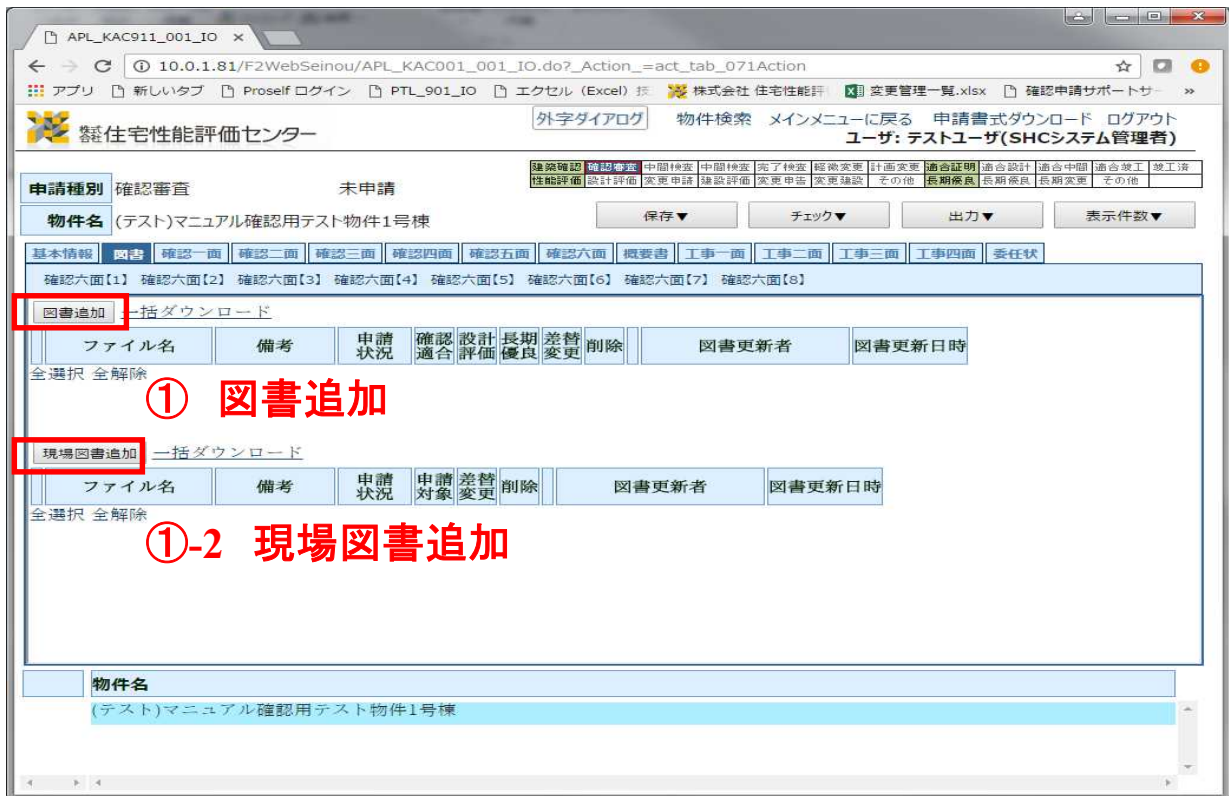 APL_KAC911_001_IO ×
10.0.1.81/F2WebSeinou/APL_KAC001_001_IO.do?_Action_=act_tab_071Action
アプリ 新しいタブ Proself ログイン PTL_901_IO エクセル（Excel）技 株式会社 住宅性能評 変更管理一覧.xlsx 確認申請サポートサー »
株式会社住宅性能評価センター
外字ダイアログ 物件検索 メインメニューに戻る 申請書式ダウンロード ログアウト
ユーザ: テストユーザ(SHCシステム管理者)
建築確認 確認審査 中間検査 中間検査 完了検査 軽微変更 計画変更 適合証明 適合設計 適合中間 適合竣工 竣工済
性能評価 設計評価 変更申請 建設評価 変更申告 変更建設 その他 長期優良 長期優良 長期変更 その他
申請種別 確認審査 未申請
物件名 (テスト)マニュアル確認用テスト物件1号棟
保存▼ チェック▼ 出力▼ 表示件数▼
基本情報 図書 確認一面 確認二面 確認三面 確認四面 確認五面 確認六面 概要書 工事一面 工事二面 工事三面 工事四面 委任状
確認六面【1】 確認六面【2】 確認六面【3】 確認六面【4】 確認六面【5】 確認六面【6】 確認六面【7】 確認六面【8】
図書追加 一括ダウンロード
ファイル名 備考 申請状況 確認適合 設計評価 長期優良 差替変更 削除 図書更新者 図書更新日時
全選択 全解除
① 図書追加
現場図書追加 一括ダウンロード
ファイル名 備考 申請状況 申請対象 差替変更 削除 図書更新者 図書更新日時
全選択 全解除
①-2 現場図書追加
物件名
(テスト)マニュアル確認用テスト物件1号棟